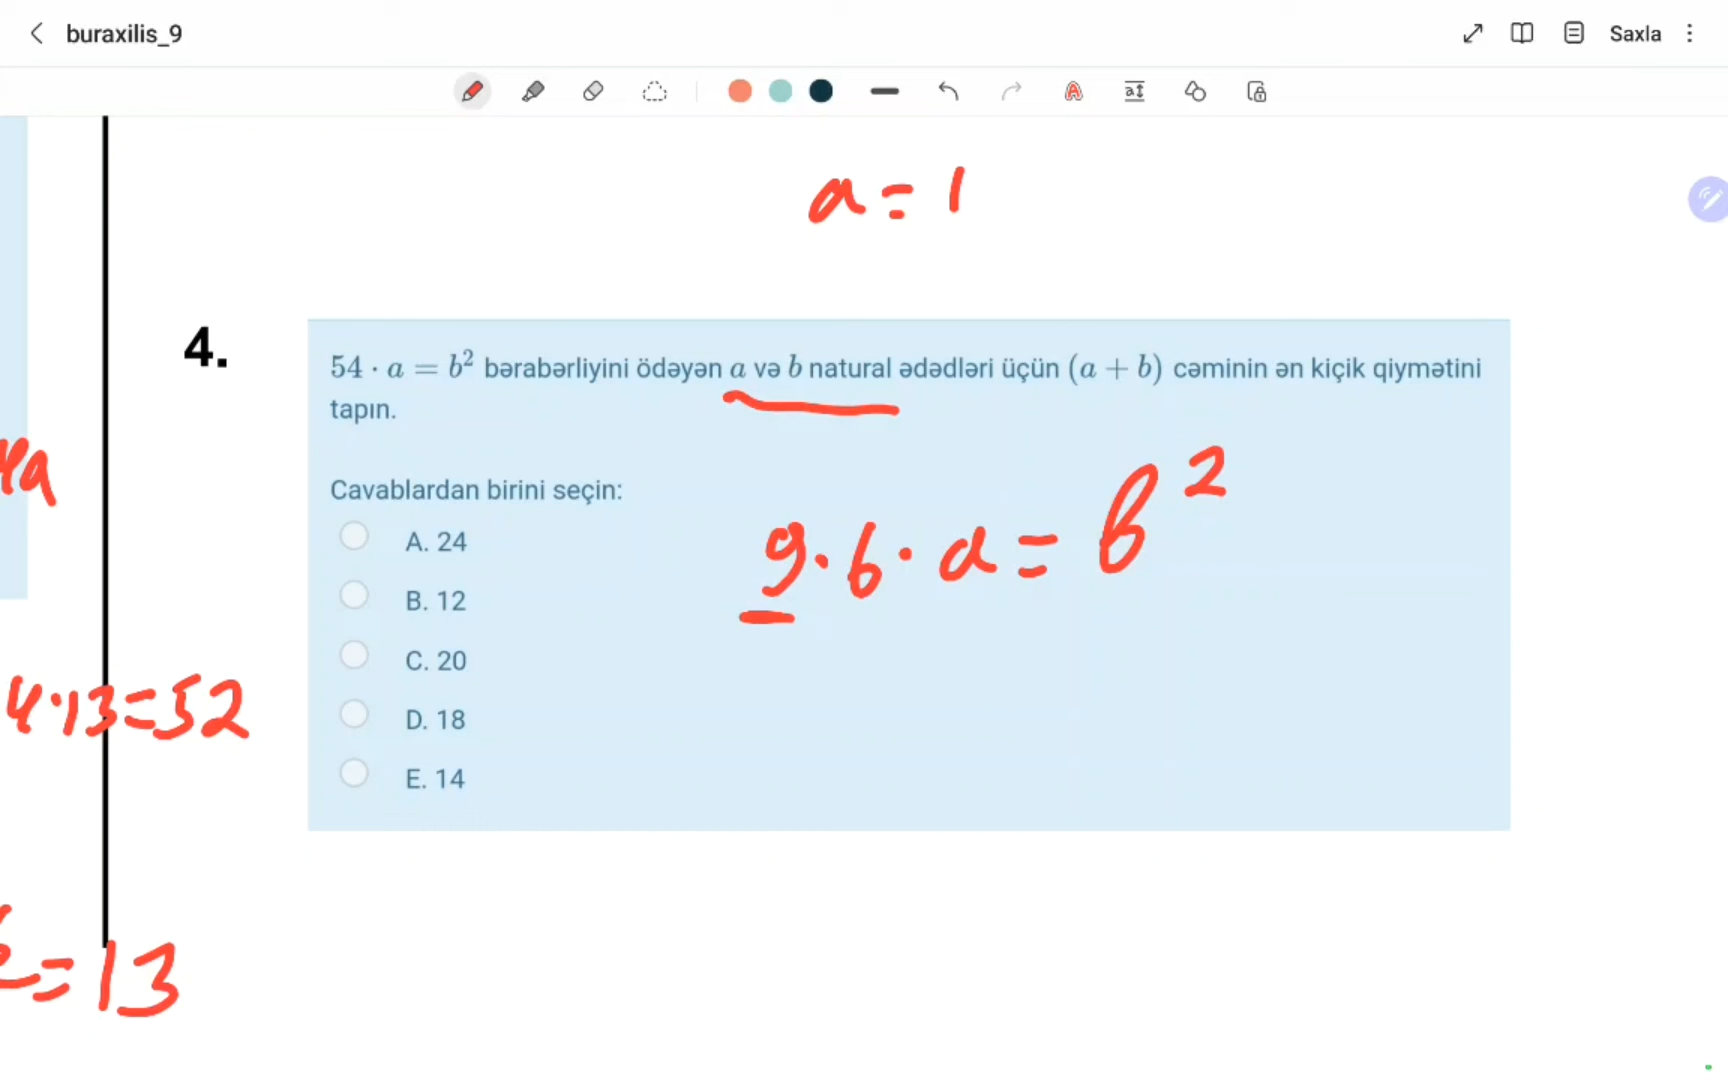 buraxilis_9
Saxla
a = 1
4.
54 · a = b² bərabərliyini ödəyən a və b natural ədədləri üçün (a + b) cəminin ən kiçik qiymətini
tapın.
Cavablardan birini seçin:
9 · 6 · a = b²
A. 24
B. 12
C. 20
D. 18
E. 14
4·13=52
=13